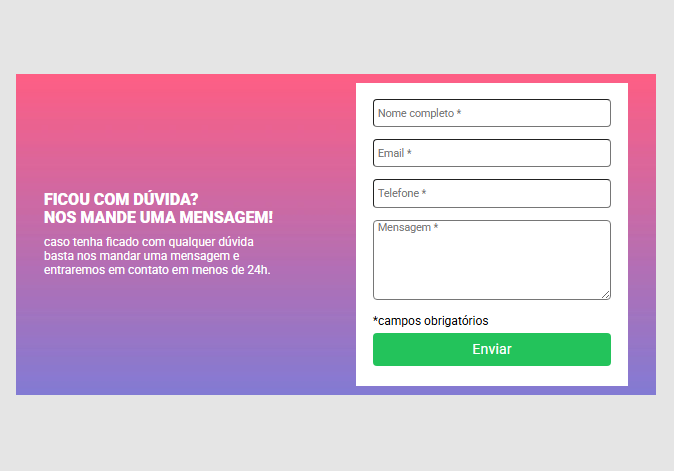 FICOU COM DÚVIDA?
NOS MANDE UMA MENSAGEM!
caso tenha ficado com qualquer dúvida
basta nos mandar uma mensagem e
entraremos em contato em menos de 24h.
Nome completo *
Email *
Telefone *
Mensagem *
*campos obrigatórios
Enviar